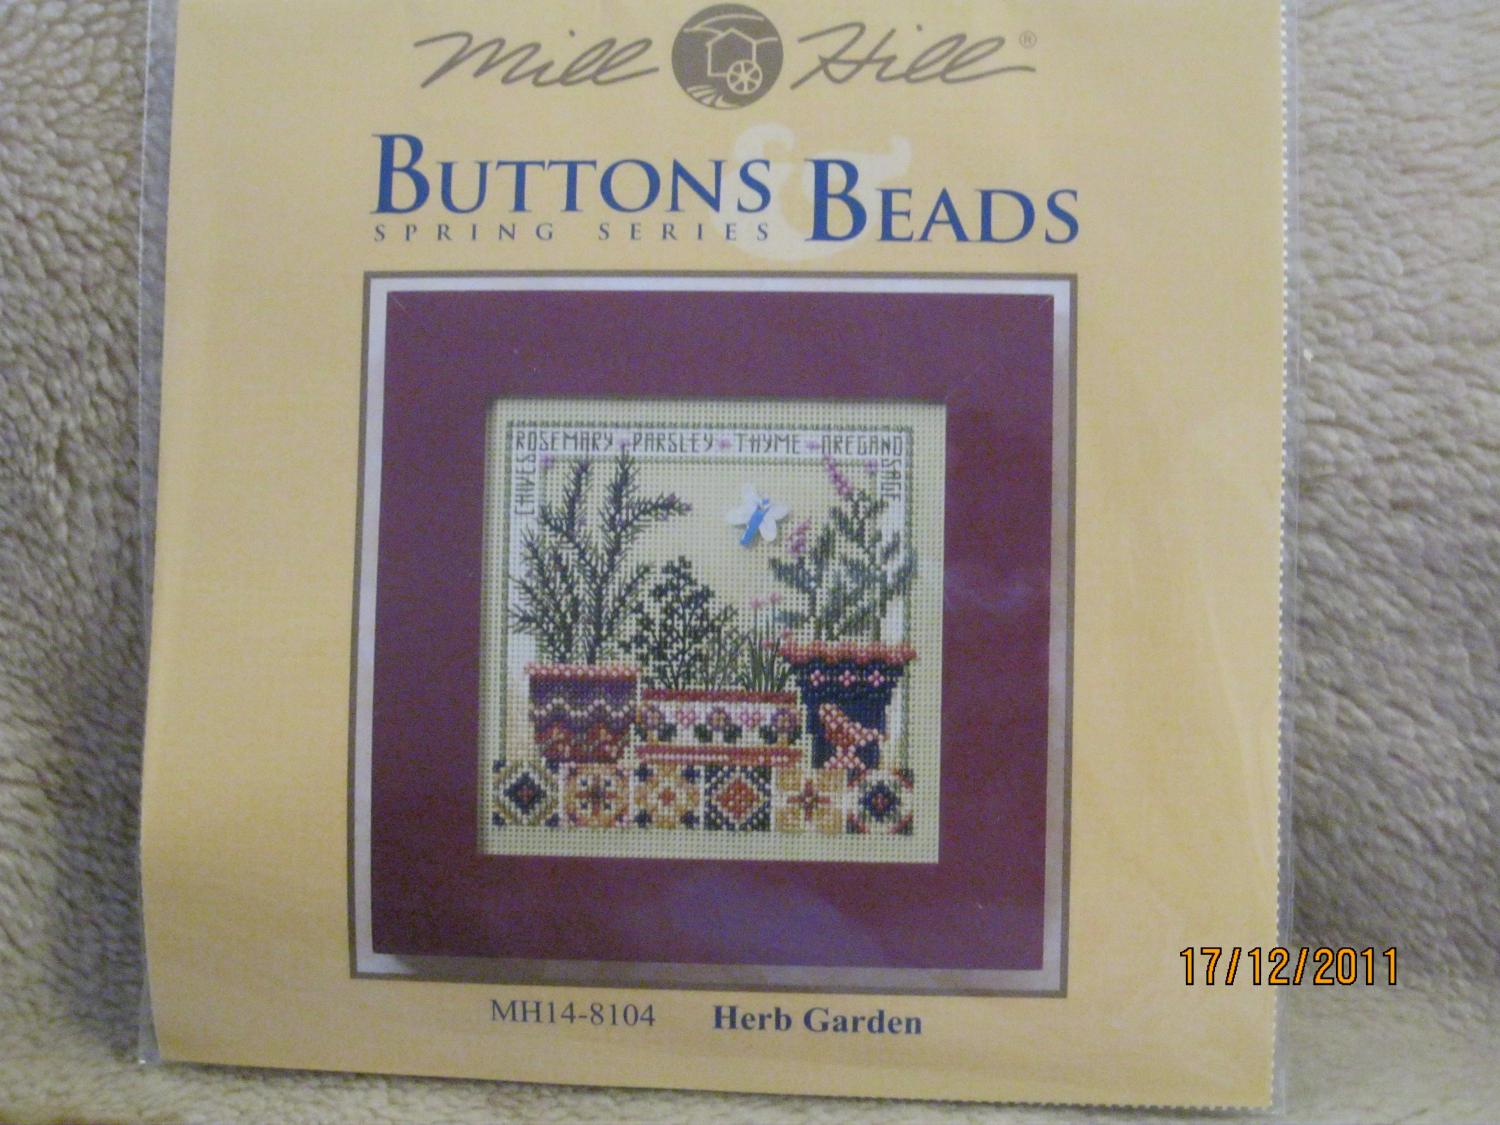 Mill Hill®
BUTTONS & BEADS
SPRING SERIES
CHIVES ROSEMARY PARSLEY THYME OREGANO SAGE
MH14-8104 Herb Garden
17/12/2011